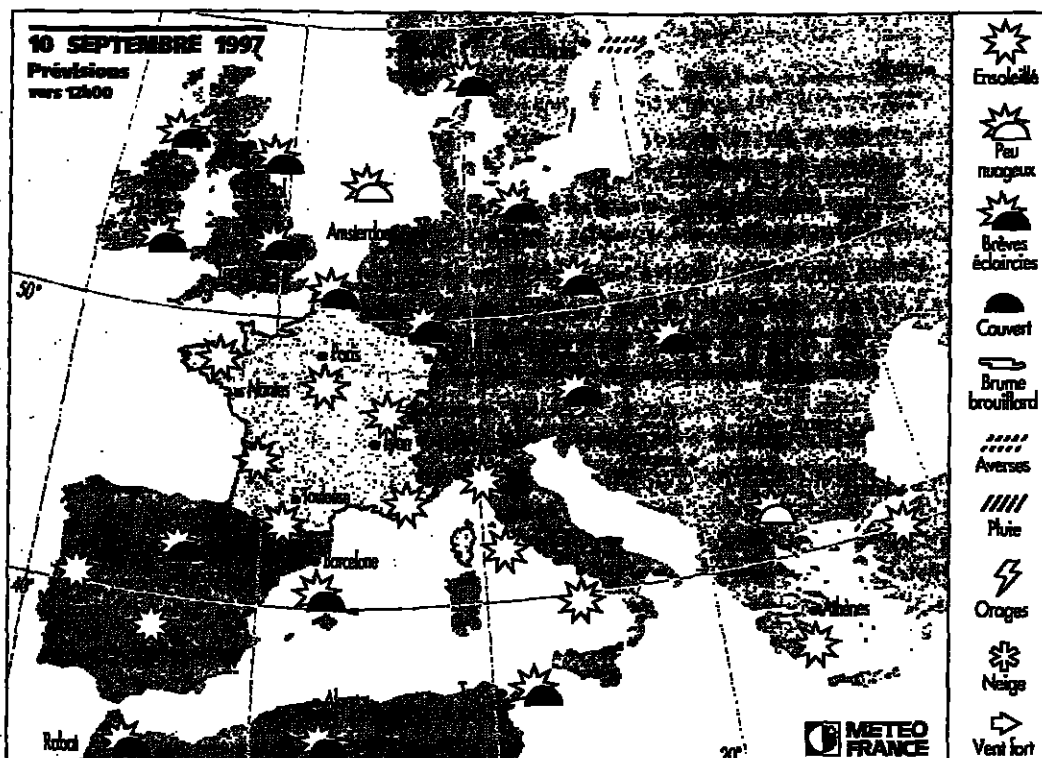 10 SEPTEMBRE 1997
Prévisions
vers 12h00
Amsterdam
50°
Paris
Nantes
Lyon
Toulouse
Barcelone
40°
Athènes
Rabat
20°
METEO
FRANCE
Ensoleillé
Peu
nuageux
Brèves
éclaircies
Couvert
Brume
brouillard
Averses
Pluie
Orages
Neige
Vent fort